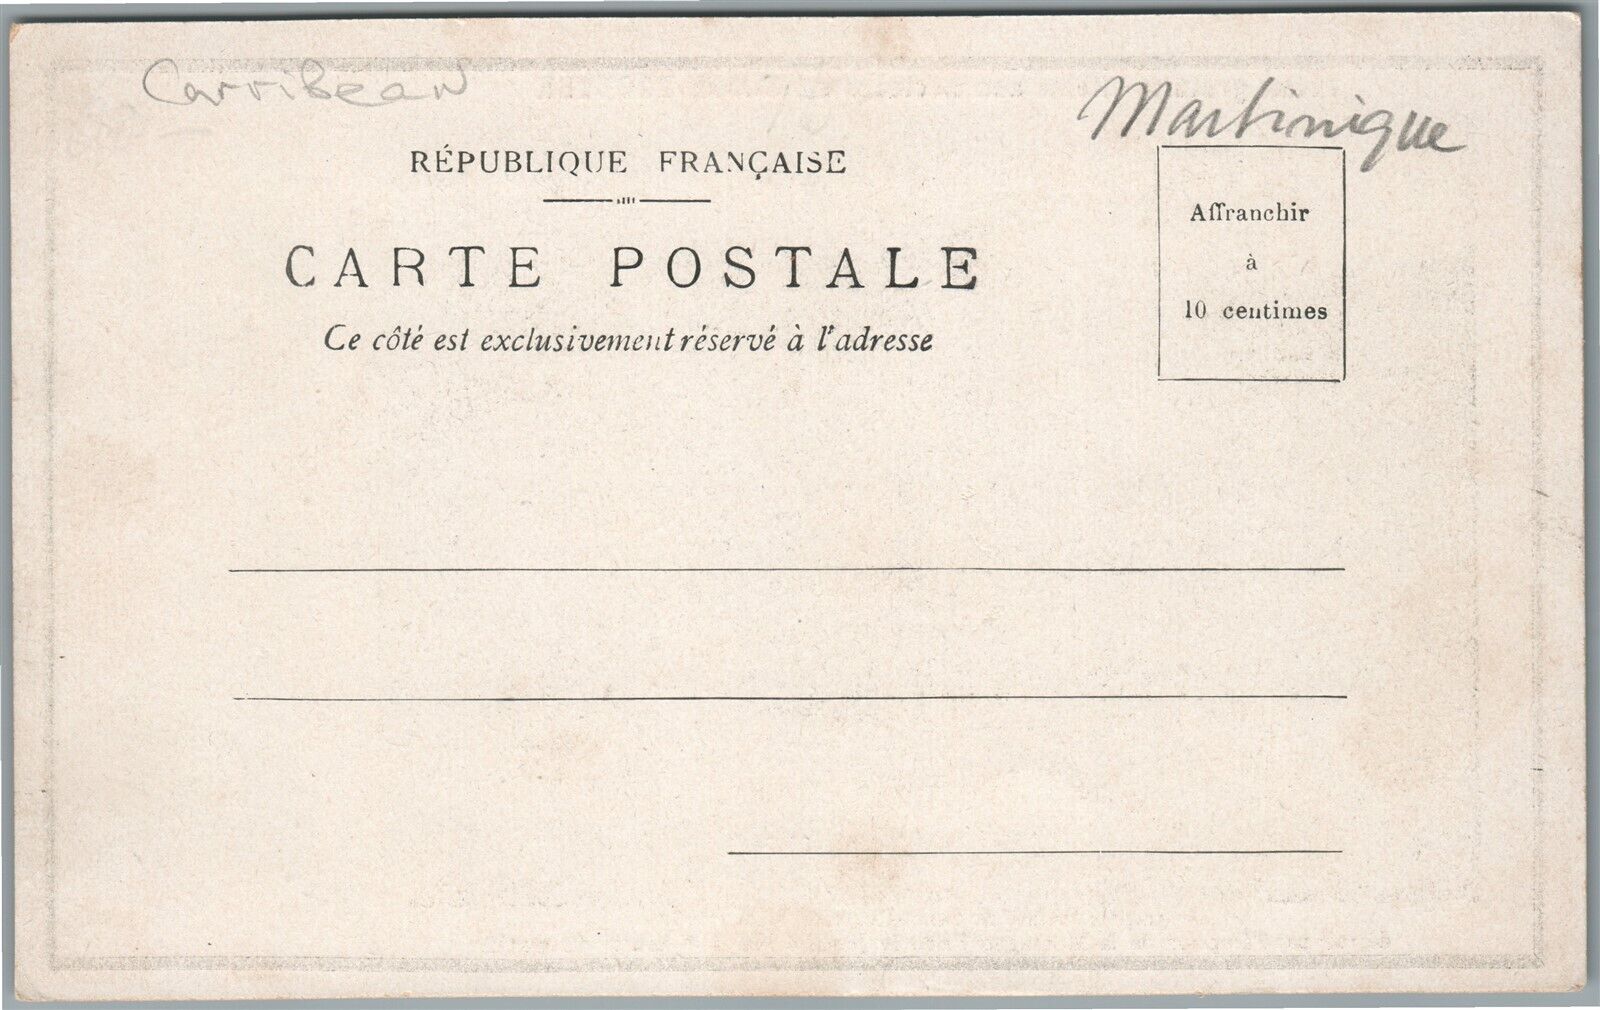 Carribean
Martinique
RÉPUBLIQUE FRANÇAISE
CARTE POSTALE
Ce côté est exclusivement réservé à l'adresse
Affranchir
à
10 centimes